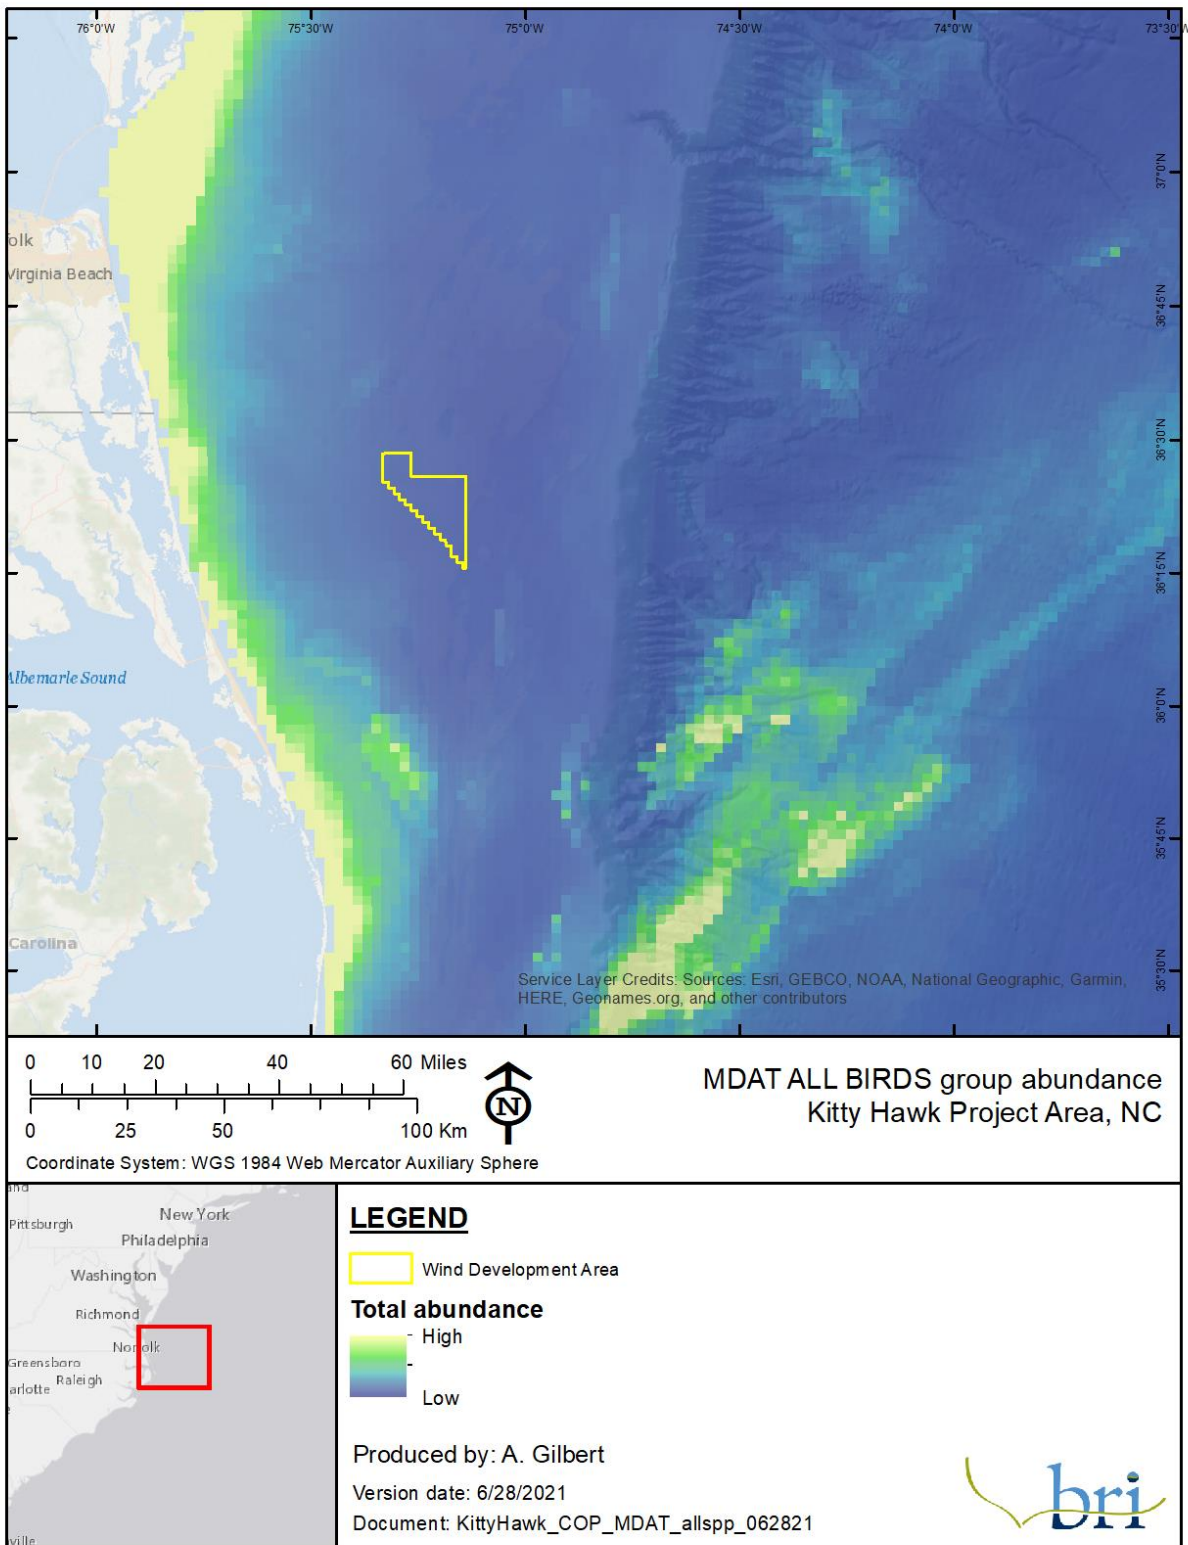 76°0'W 75°30'W 75°0'W 74°30'W 74°0'W 73°30'W
37°0'N
olk
Virginia Beach
36°45'N
36°30'N
36°15'N
Albemarle Sound
36°0'N
35°45'N
Carolina
35°30'N
Service Layer Credits: Sources: Esri, GEBCO, NOAA, National Geographic, Garmin,
HERE, Geonames.org, and other contributors
0 10 20 40 60 Miles
0 25 50 100 Km
N
Coordinate System: WGS 1984 Web Mercator Auxiliary Sphere
MDAT ALL BIRDS group abundance
Kitty Hawk Project Area, NC
and
Pittsburgh
New York
Philadelphia
Washington
Richmond
Norfolk
Greensboro
Raleigh
arlotte
ville
LEGEND
Wind Development Area
Total abundance
High
Low
Produced by: A. Gilbert
Version date: 6/28/2021
Document: KittyHawk_COP_MDAT_allspp_062821
bri